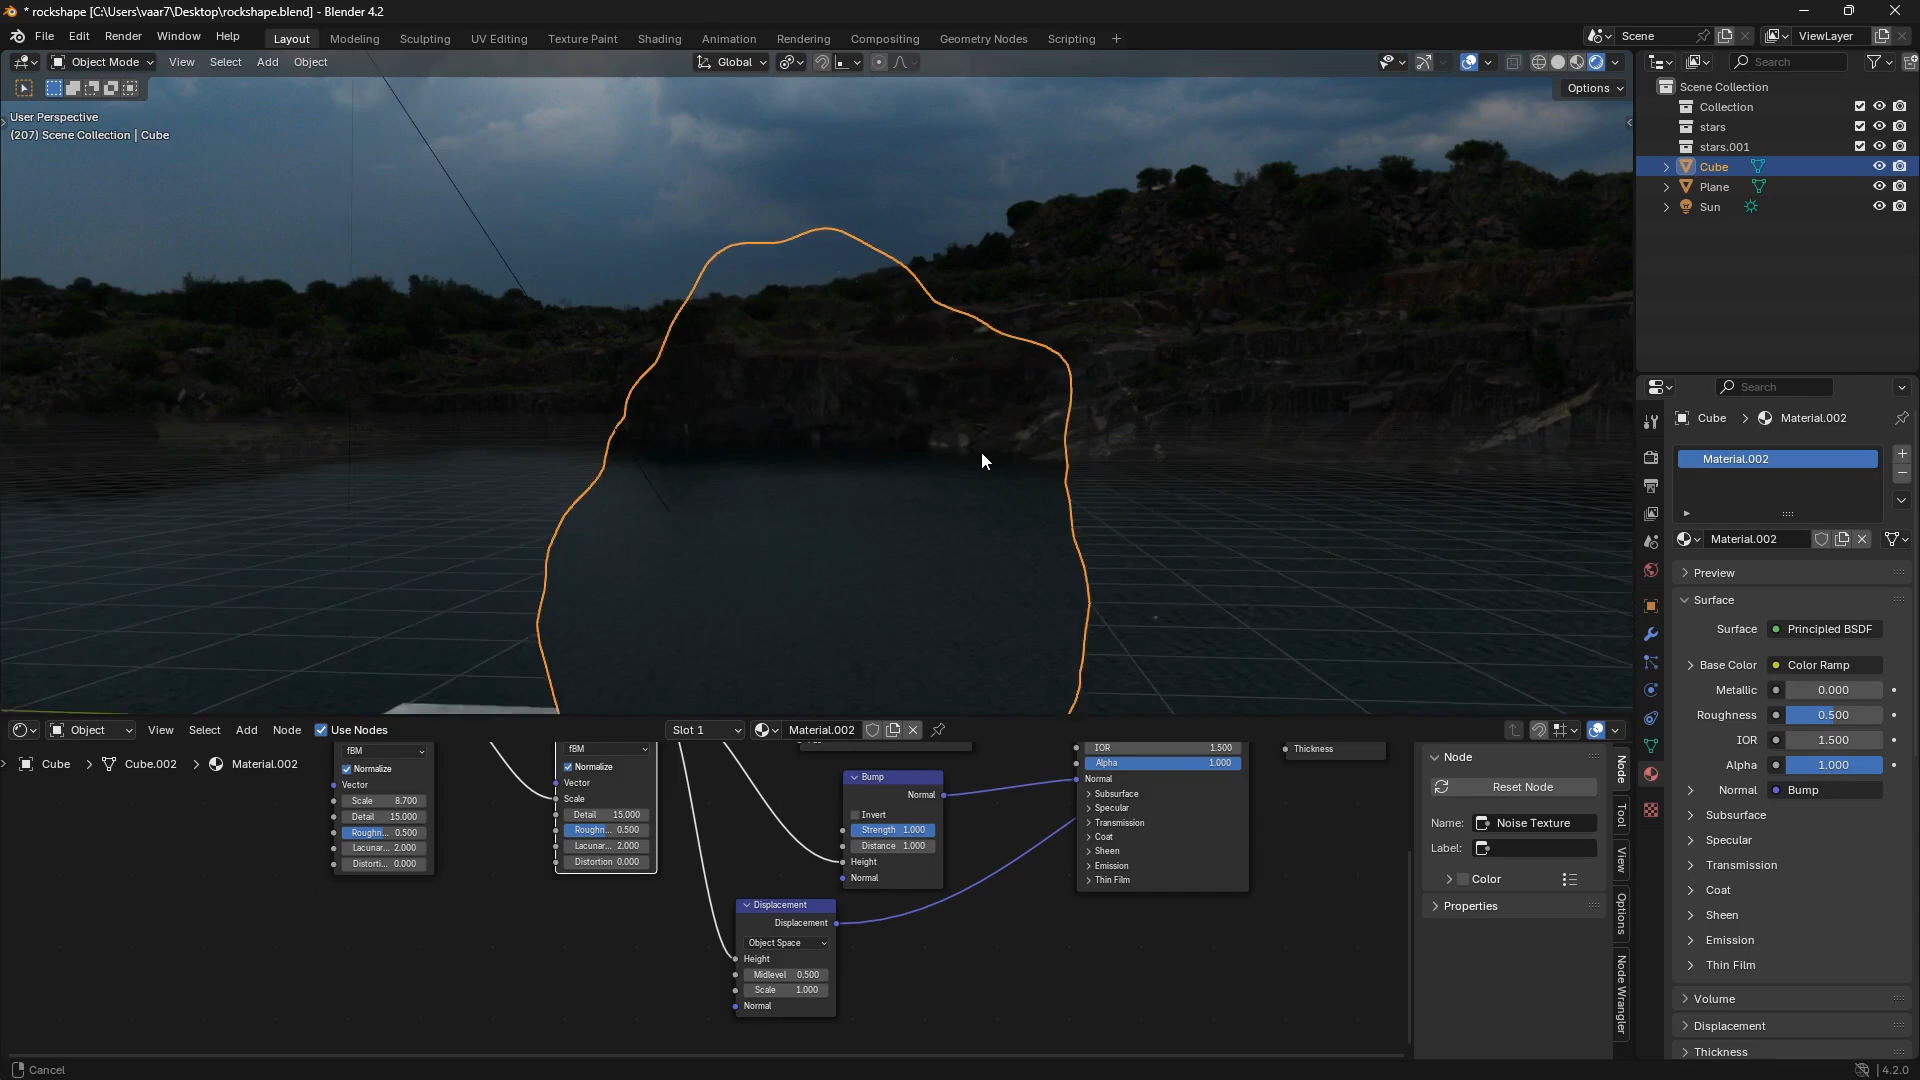 * rockshape [C:\Users\vaar7\Desktop\rockshape.blend] - Blender 4.2
File Edit Render Window Help Layout Modeling Sculpting UV Editing Texture Paint Shading Animation Rendering Compositing Geometry Nodes Scripting + Scene ViewLayer
Object Mode View Select Add Object Global Search
Options
User Perspective
(207) Scene Collection | Cube
Scene Collection
Collection
stars
stars.001
Cube
Plane
Sun
Search
Cube > Material.002
Material.002
Material.002
Preview
Surface
Surface Principled BSDF
Base Color Color Ramp
Metallic 0.000
Roughness 0.500
IOR 1.500
Alpha 1.000
Normal Bump
Subsurface
Specular
Transmission
Coat
Sheen
Emission
Thin Film
Volume
Displacement
Thickness
Object View Select Add Node Use Nodes Slot 1 Material.002
Cube > Cube.002 > Material.002
fBM
Normalize
Vector
Scale 8.700
Detail 15.000
Roughn... 0.500
Lacunar... 2.000
Distorti... 0.000
fBM
Normalize
Vector
Scale
Detail 15.000
Roughn... 0.500
Lacunar... 2.000
Distortion 0.000
Bump
Normal
Invert
Strength 1.000
Distance 1.000
Height
Normal
Displacement
Displacement
Object Space
Height
Midlevel 0.500
Scale 1.000
Normal
IOR 1.500
Alpha 1.000
Normal
Subsurface
Specular
Transmission
Coat
Sheen
Emission
Thin Film
Thickness
Node
Reset Node
Name: Noise Texture
Label:
Color
Properties
Node
Tool
View
Options
Node Wrangler
Cancel
4.2.0